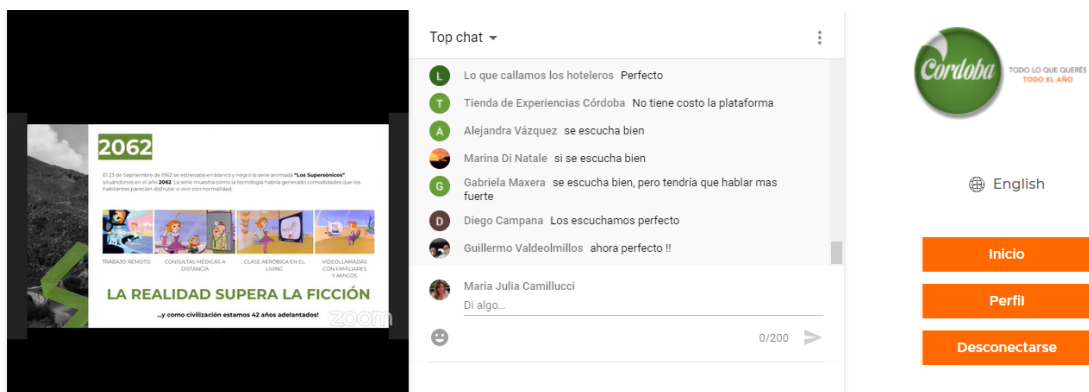 2062
El 23 de Septiembre de 1962 se estrenaba en blanco y negro la serie animada "Los Supersónicos",
situándonos en el año 2062. La serie muestra cómo la tecnología habría generado comodidades que los
habitantes parecían disfrutar o vivir con normalidad.
TRABAJO REMOTO
CONSULTAS MÉDICAS A
DISTANCIA
CLASE AERÓBICA EN EL
LIVING
VIDEOLLAMADAS
CON FAMILIARES
Y AMIGOS
LA REALIDAD SUPERA LA FICCIÓN
...y como civilización estamos 42 años adelantados!
zoom
Top chat
L Lo que callamos los hoteleros Perfecto
T Tienda de Experiencias Córdoba No tiene costo la plataforma
A Alejandra Vázquez se escucha bien
Marina Di Natale si se escucha bien
G Gabriela Maxera se escucha bien, pero tendría que hablar mas
fuerte
D Diego Campana Los escuchamos perfecto
Guillermo Valdeolmillos ahora perfecto !!
Maria Julia Camillucci
Di algo...
0/200
Córdoba
TODO LO QUE QUERÉS
TODO EL AÑO
English
Inicio
Perfil
Desconectarse